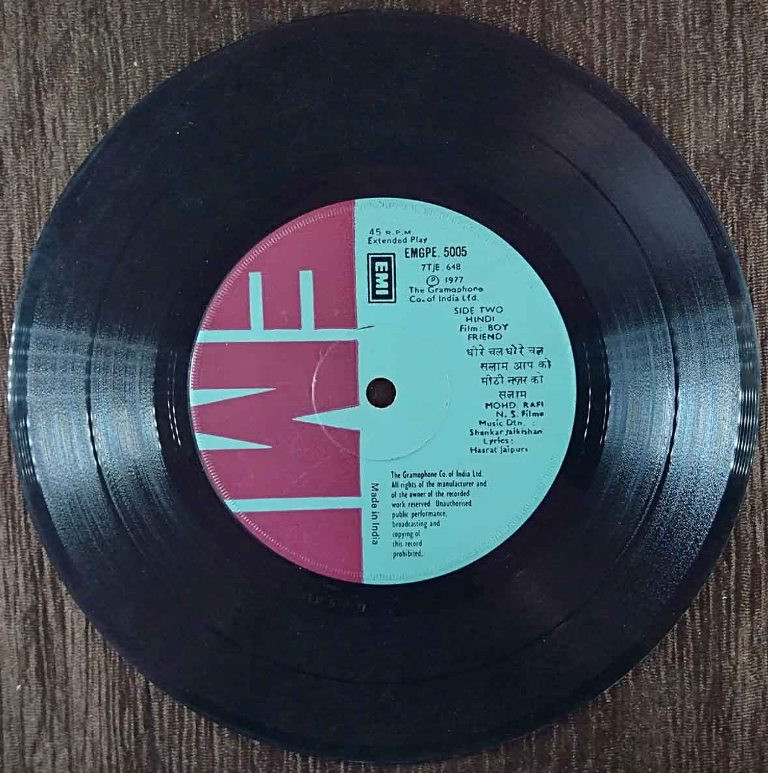 45 R.P.M
Extended Play
EMGPE. 5005
EMI
7TJE 648
Ⓟ 1977
The Gramophone
Co. of India Ltd.
SIDE TWO
HINDI
Film: BOY
FRIEND
धीरे चल धीरे चल
सलाम आप की
मीठी नज़र को
सलाम
MOHD RAFI
N. S. Films
Music Dtn. :
Shankar Jaikishan
Lyrics :
Hasrat Jaipuri
The Gramophone Co. of India Ltd.
All rights of the manufacturer and
of the owner of the recorded
work reserved. Unauthorised
public performance,
broadcasting and
copying of
this record
prohibited.
Made in India
EMI